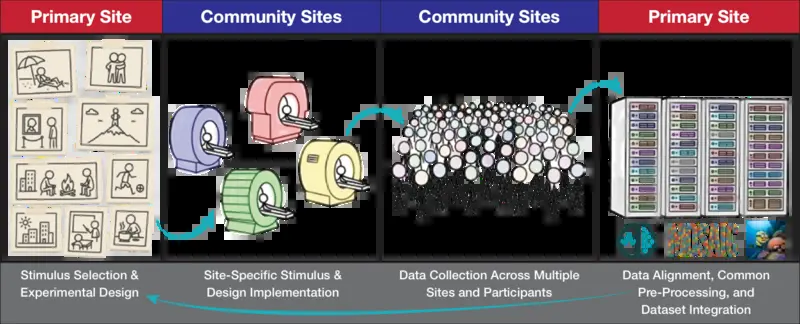 Primary Site
Community Sites
Community Sites
Primary Site
MOSAIC
Stimulus Selection &
Experimental Design
Site-Specific Stimulus &
Design Implementation
Data Collection Across Multiple
Sites and Participants
Data Alignment, Common
Pre-Processing, and
Dataset Integration